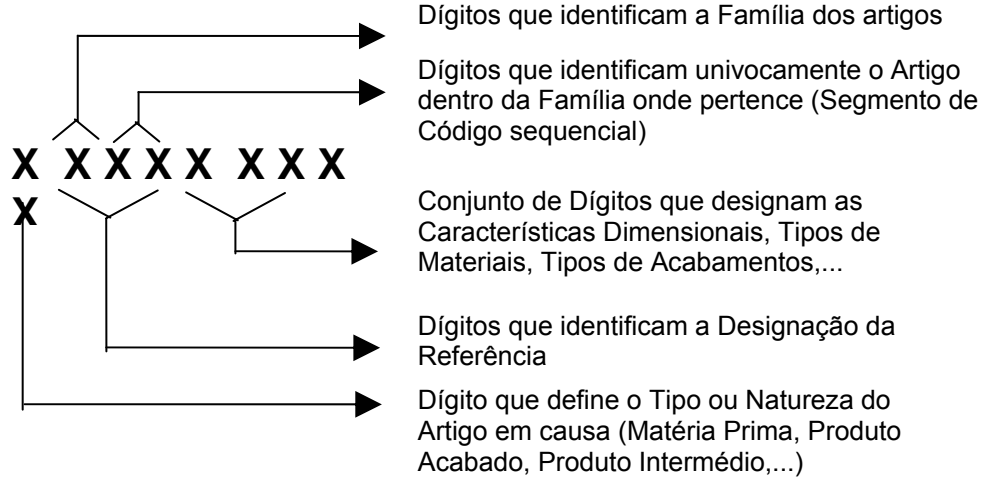 Dígitos que identificam a Família dos artigos
Dígitos que identificam univocamente o Artigo
dentro da Família onde pertence (Segmento de
Código sequencial)
X X X X X X X X
X
Conjunto de Dígitos que designam as
Características Dimensionais, Tipos de
Materiais, Tipos de Acabamentos,...
Dígitos que identificam a Designação da
Referência
Dígito que define o Tipo ou Natureza do
Artigo em causa (Matéria Prima, Produto
Acabado, Produto Intermédio,...)